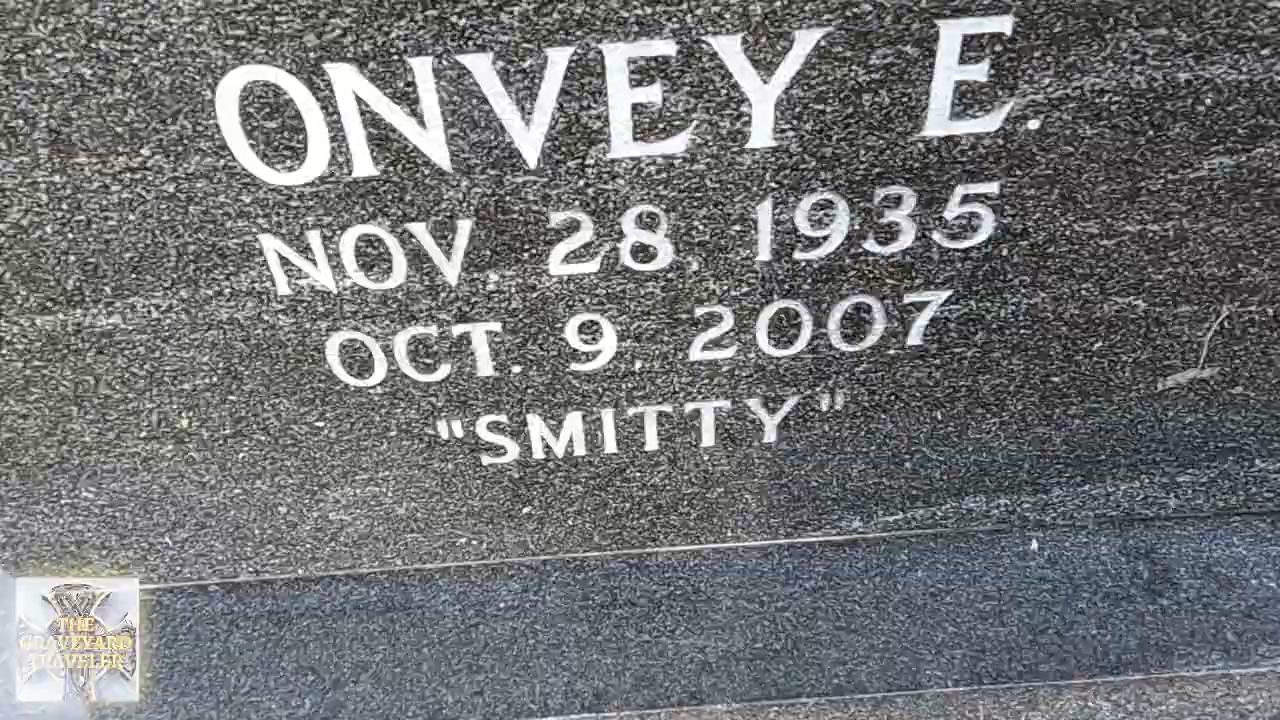 ONVEY E.
NOV. 28, 1935
OCT. 9, 2007
"SMITTY"
THE
GRAVEYARD
TRAVELER